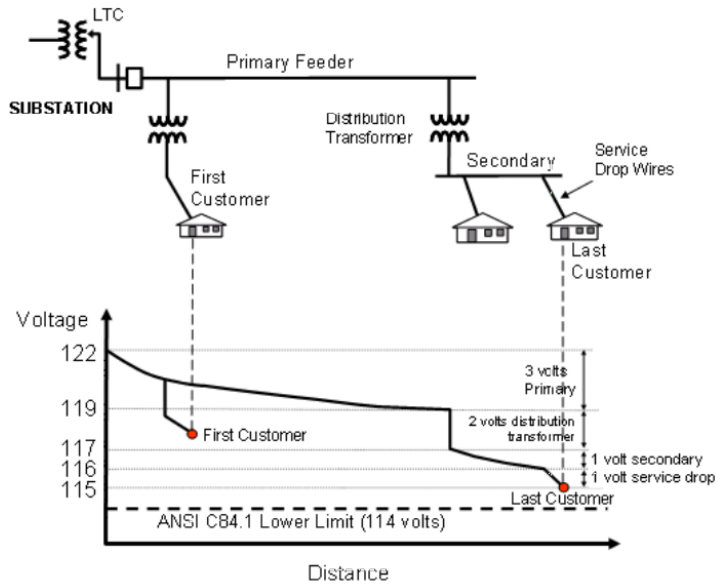 LTC
Primary Feeder
SUBSTATION
Distribution
Transformer
Service
Drop Wires
Secondary
First
Customer
Last
Customer
Voltage
122
3 volts
Primary
119
2 volts distribution
transformer
First Customer
117
1 volt secondary
116
1 volt service drop
115
Last Customer
ANSI C84.1 Lower Limit (114 volts)
Distance